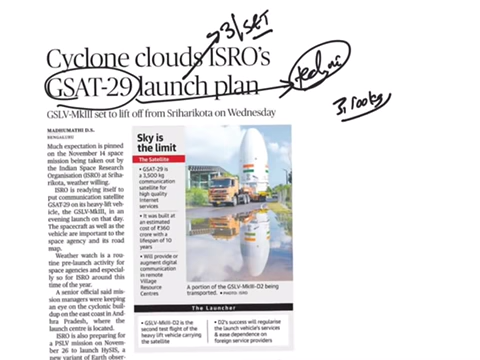 Cyclone clouds ISRO's
GSAT-29 launch plan
GSLV-MkIII set to lift off from Sriharikota on Wednesday
MADHUMATHI D.S.
BENGALURU
Much expectation is pinned
on the November 14 space
mission being taken out by
the Indian Space Research
Organisation (ISRO) at Sriha-
rikota, weather willing.
ISRO is readying itself to
put communication satellite
GSAT-29 on its heavy-lift veh-
icle, the GSLV-MkIII, in
an evening launch on that day.
The spacecraft as well as the
vehicle are important to the
space agency and its road
map.
Weather watch is a rou-
tine pre-launch activity for
space agencies and especial-
ly so for ISRO around this
time of the year.
A senior official said mis-
sion managers were keeping
an eye on the cyclonic build-
up on the east coast in And-
hra Pradesh, where the
launch centre is located.
ISRO is also preparing for
a PSLV mission on Novem-
ber 26 to launch HySIS, a
new variant of Earth obser-
Sky is
the limit
The Satellite
• GSAT-29 is
a 3,500 kg
communication
satellite for
high quality
Internet
services
• It was built at
an estimated
cost of ₹360
crore with a
lifespan of 10
years
• Will provide or
augment digital
communication
in remote
Village
Resource
Centres
A portion of the GSLV-MkIII-D2 being
transported. • PHOTO: ISRO
The Launcher
• GSLV-MkIII-D2 is the
second test flight of the
heavy lift vehicle carrying
the satellite
• D2's success will regularise
the launch vehicle's services
& ease dependence on
foreign service providers